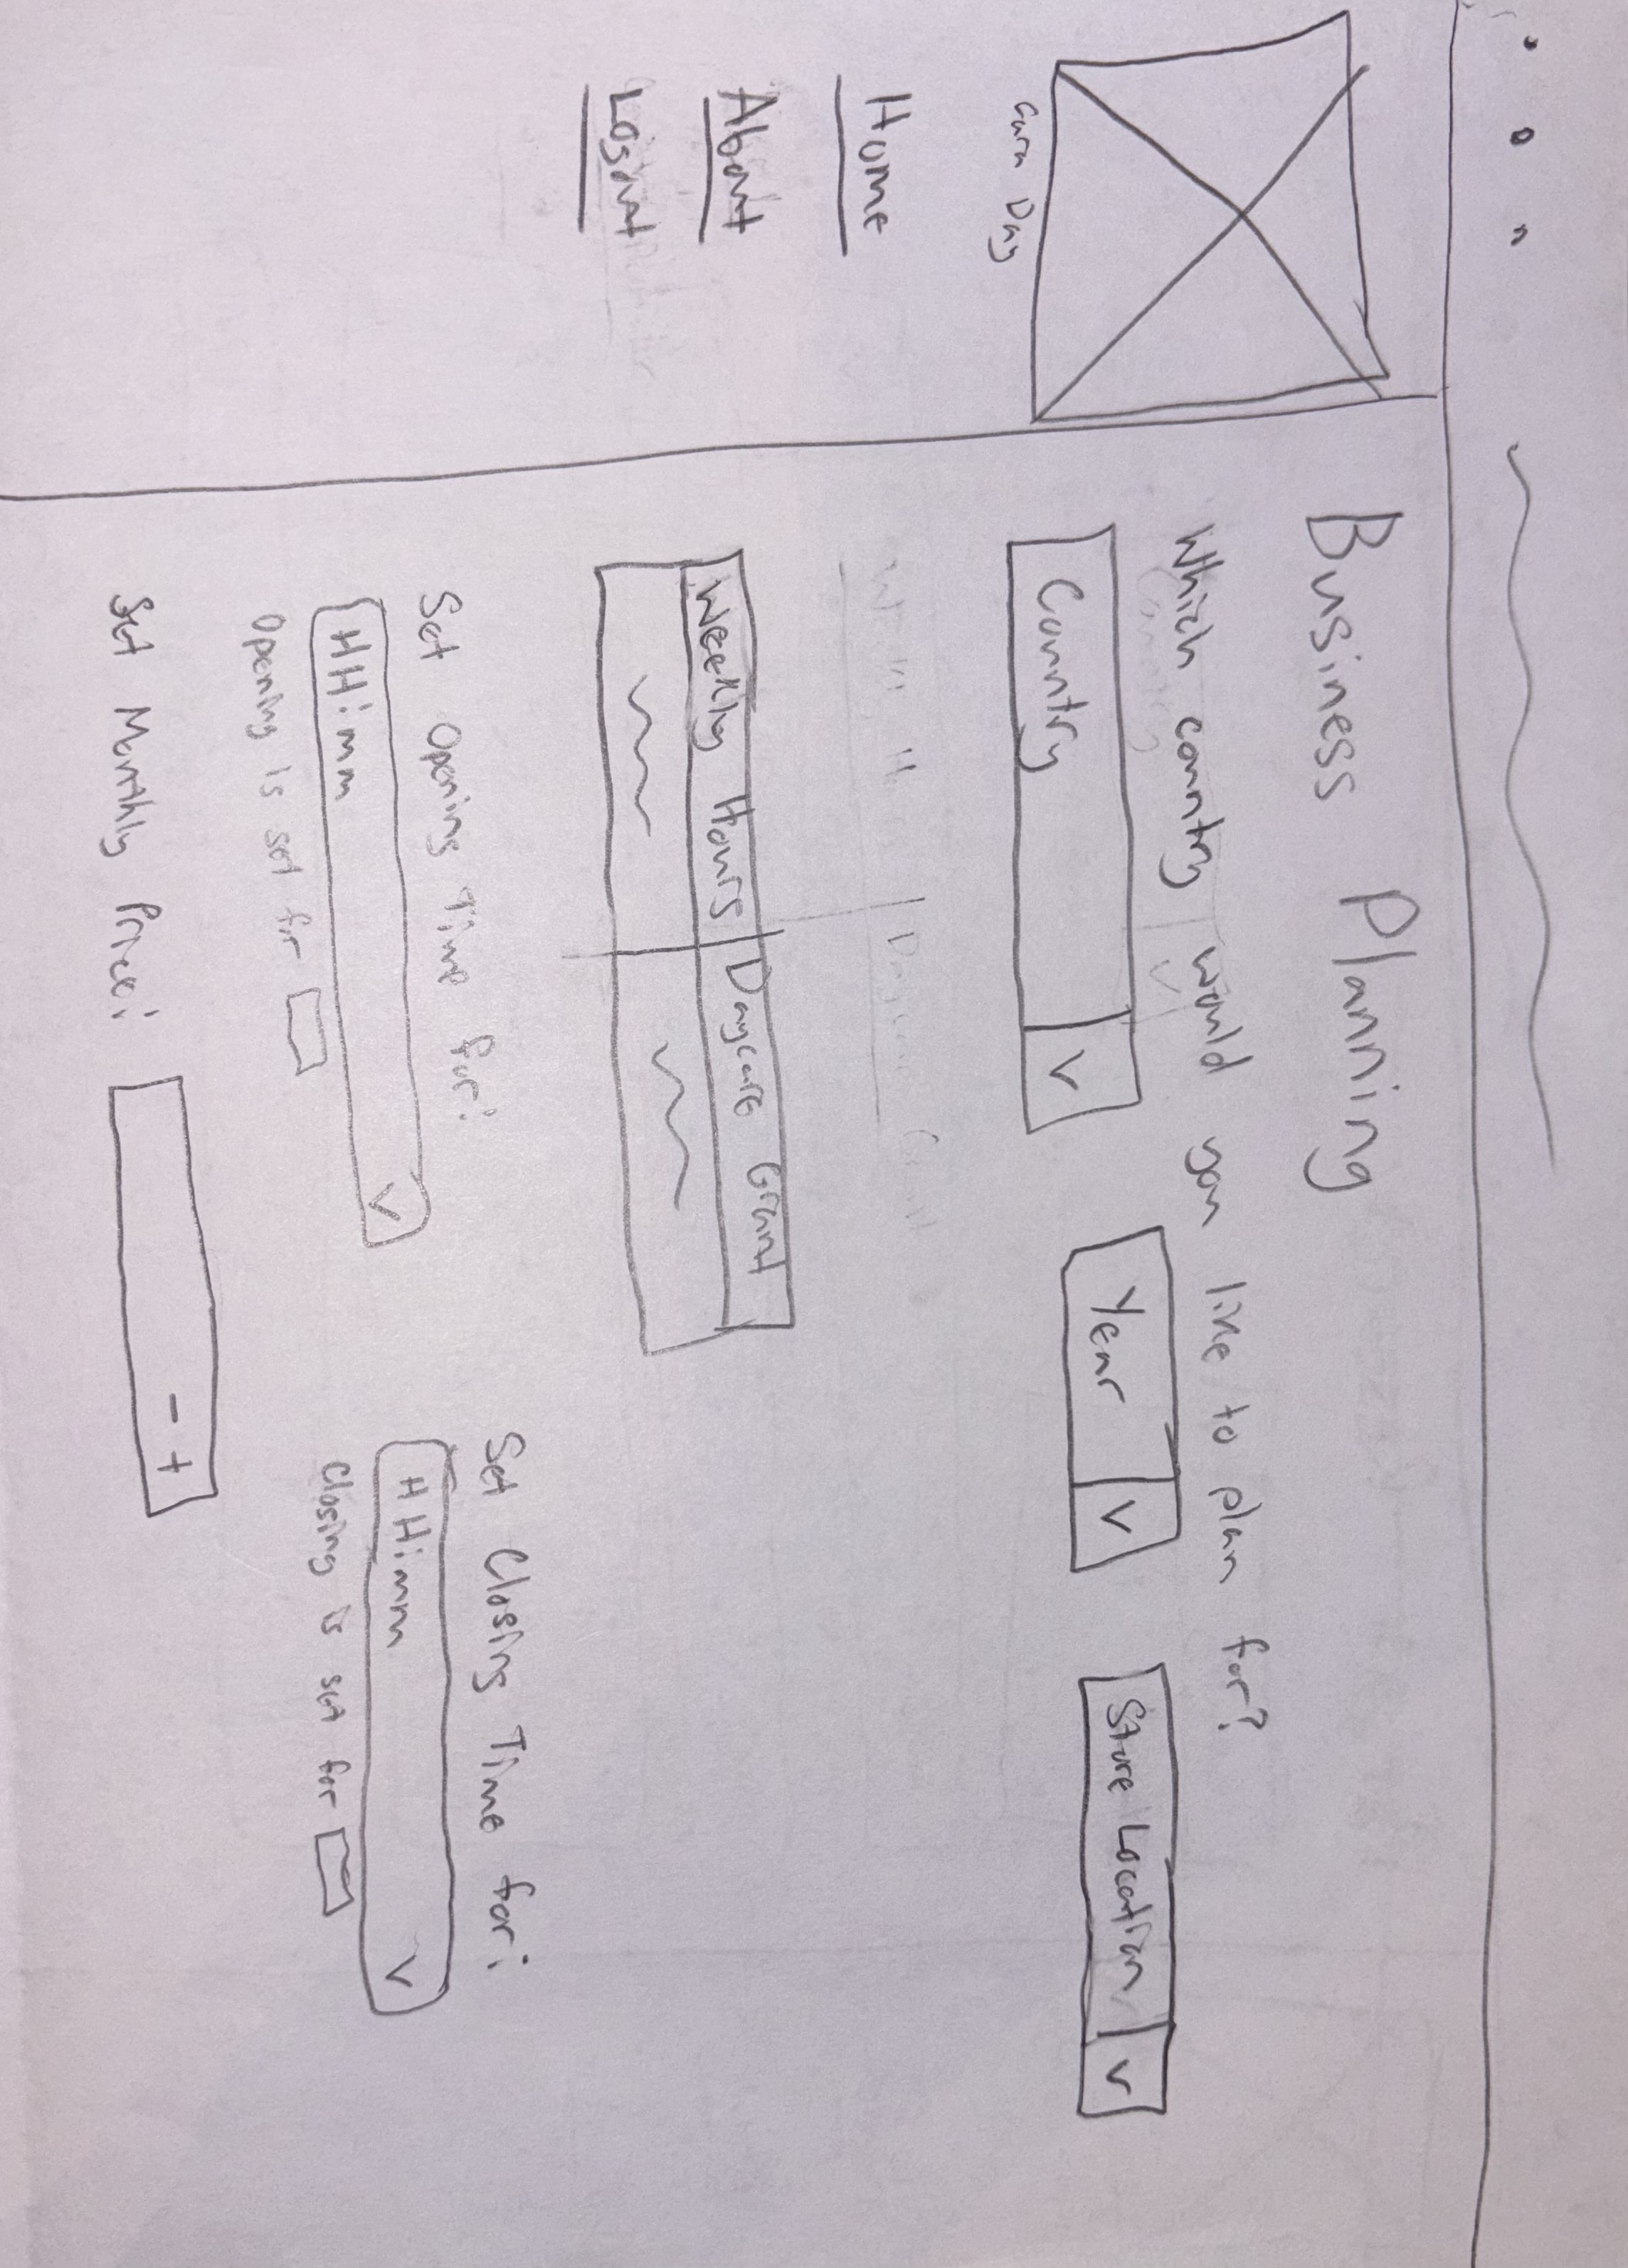 Business Planning
Which country would you like to plan for?
Country V
Year V
Store Location V
Day
Home
About
Logout
Weekly Hours Daycare Grant
Set Opening Time for:
HH:mm V
Opening is set for
Set Closing Time for:
HH:mm V
Closing is set for
Set Monthly Price: - +